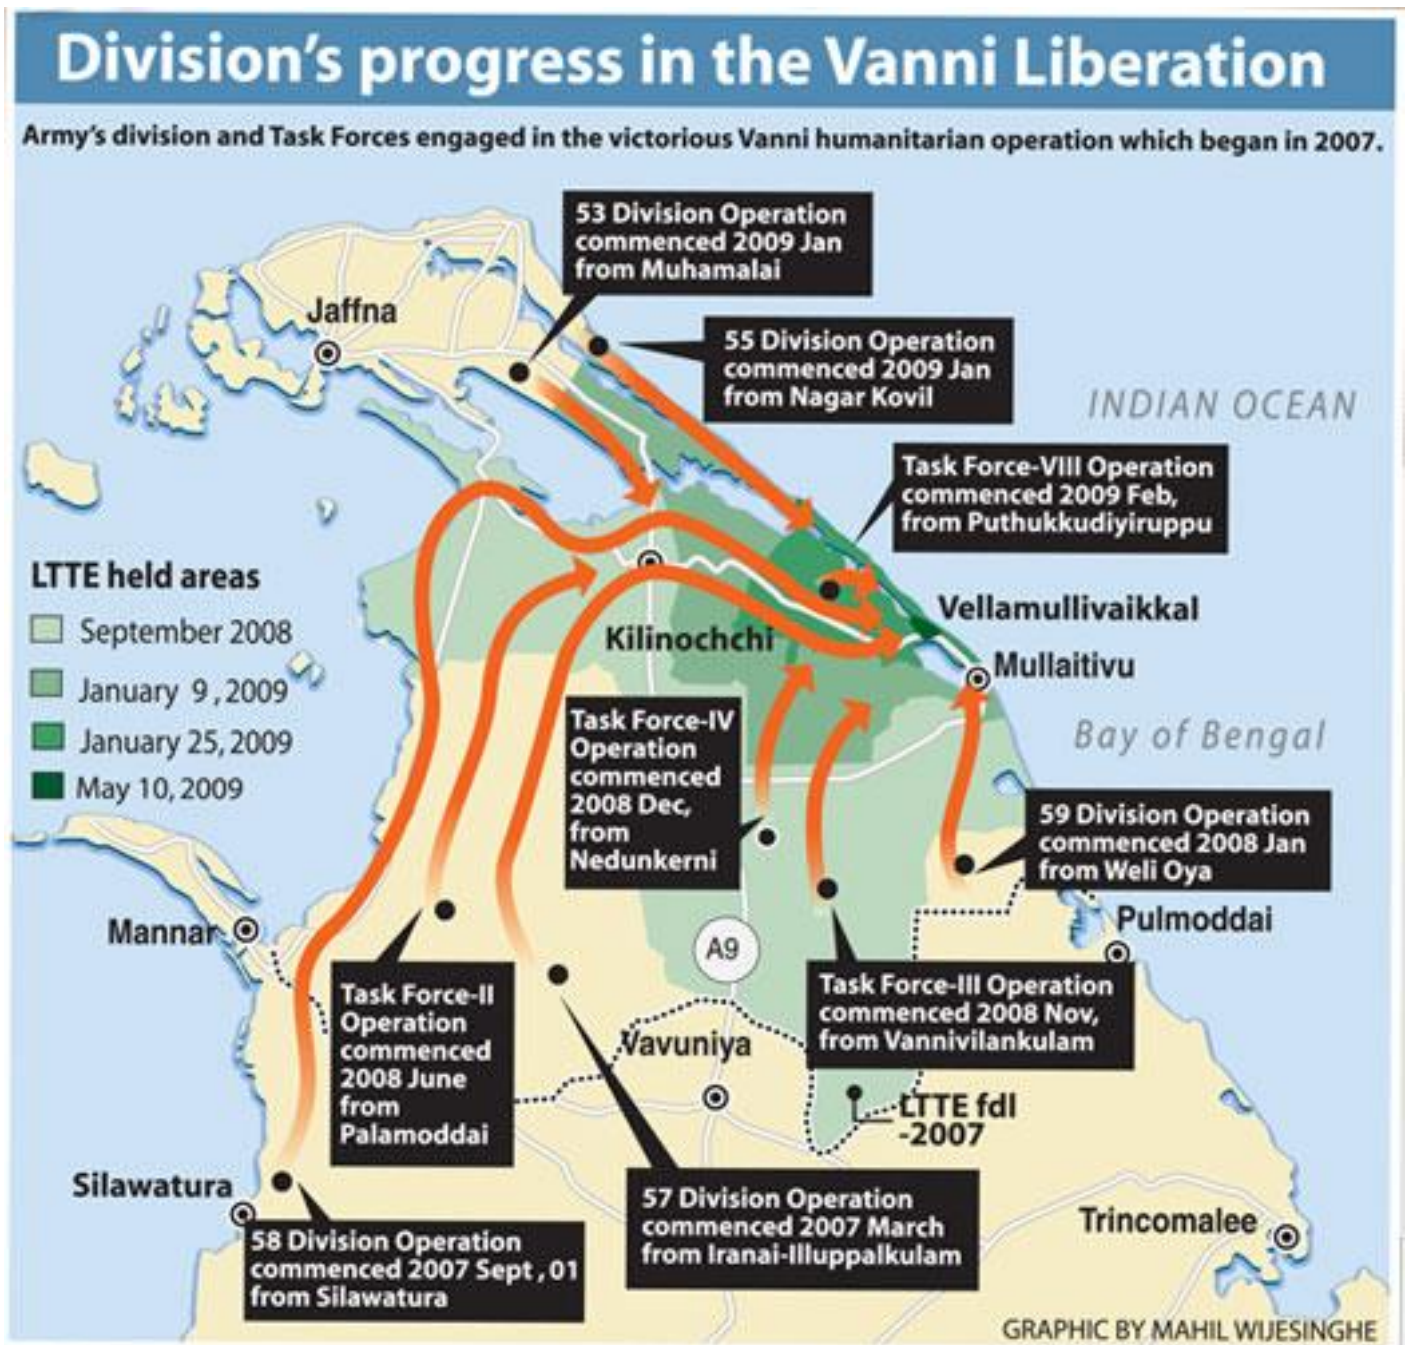 Division's progress in the Vanni Liberation
Army's division and Task Forces engaged in the victorious Vanni humanitarian operation which began in 2007.
53 Division Operation
commenced 2009 Jan
from Muhamalai
Jaffna
55 Division Operation
commenced 2009 Jan
from Nagar Kovil
INDIAN OCEAN
Task Force-VIII Operation
commenced 2009 Feb,
from Puthukkudiyiruppu
LTTE held areas
September 2008
January 9, 2009
January 25, 2009
May 10, 2009
Vellamullivaikkal
Kilinochchi
Mullaitivu
Bay of Bengal
Task Force-IV
Operation
commenced
2008 Dec,
from
Nedunkerni
59 Division Operation
commenced 2008 Jan
from Weli Oya
Mannar
Pulmoddai
A9
Task Force-II
Operation
commenced
2008 June
from
Palamoddai
Task Force-III Operation
commenced 2008 Nov,
from Vannivilankulam
Vavuniya
LTTE fdl
-2007
Silawatura
58 Division Operation
commenced 2007 Sept, 01
from Silawatura
57 Division Operation
commenced 2007 March
from Iranai-Illuppalkulam
Trincomalee
GRAPHIC BY MAHIL WIJESINGHE